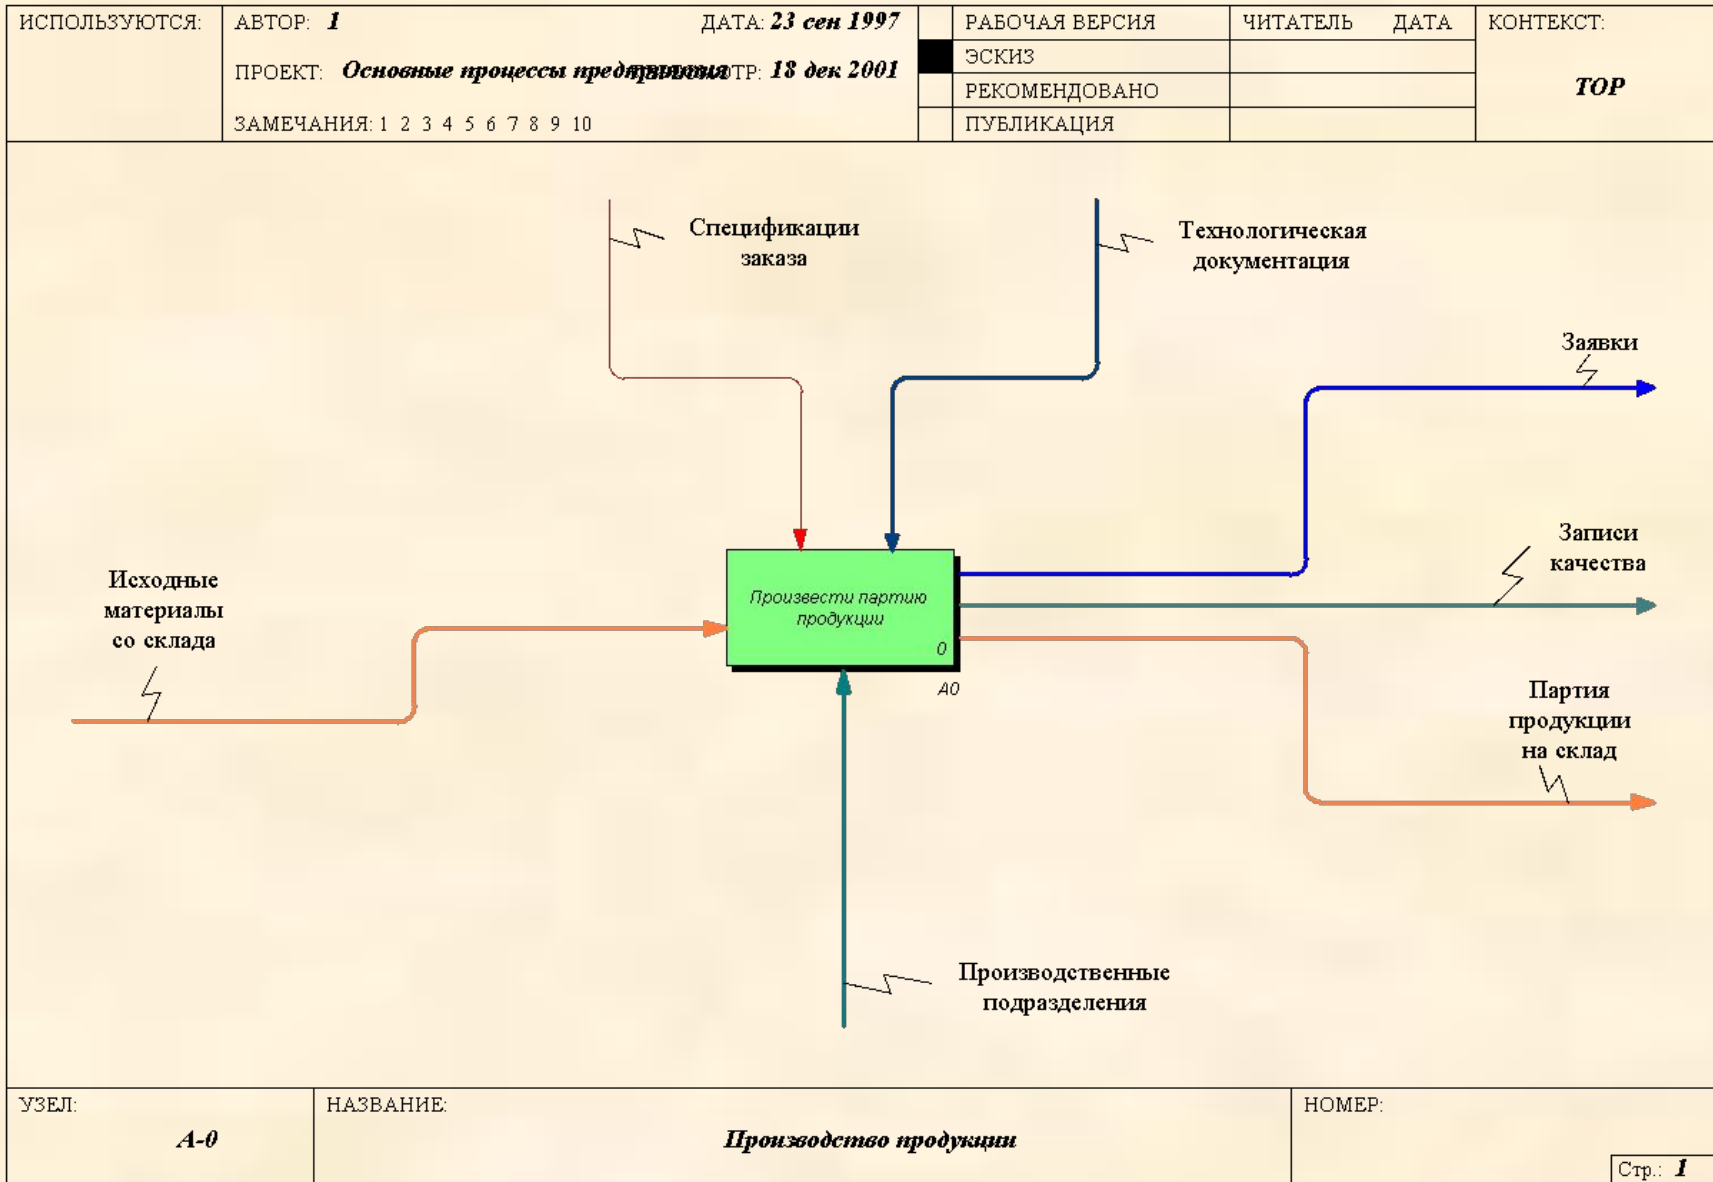 ИСПОЛЬЗУЮТСЯ:
АВТОР: 1
ДАТА: 23 сен 1997
ПРОЕКТ: Основные процессы предприятия
18 дек 2001
ЗАМЕЧАНИЯ: 1 2 3 4 5 6 7 8 9 10
РАБОЧАЯ ВЕРСИЯ
ЭСКИЗ
РЕКОМЕНДОВАНО
ПУБЛИКАЦИЯ
ЧИТАТЕЛЬ ДАТА
КОНТЕКСТ:
TOP
Спецификации
заказа
Технологическая
документация
Заявки
Записи
качества
Исходные
материалы
со склада
Произвести партию
продукции
0
A0
Партия
продукции
на склад
Производственные
подразделения
УЗЕЛ:
A-0
НАЗВАНИЕ:
Производство продукции
НОМЕР:
Стр.: 1